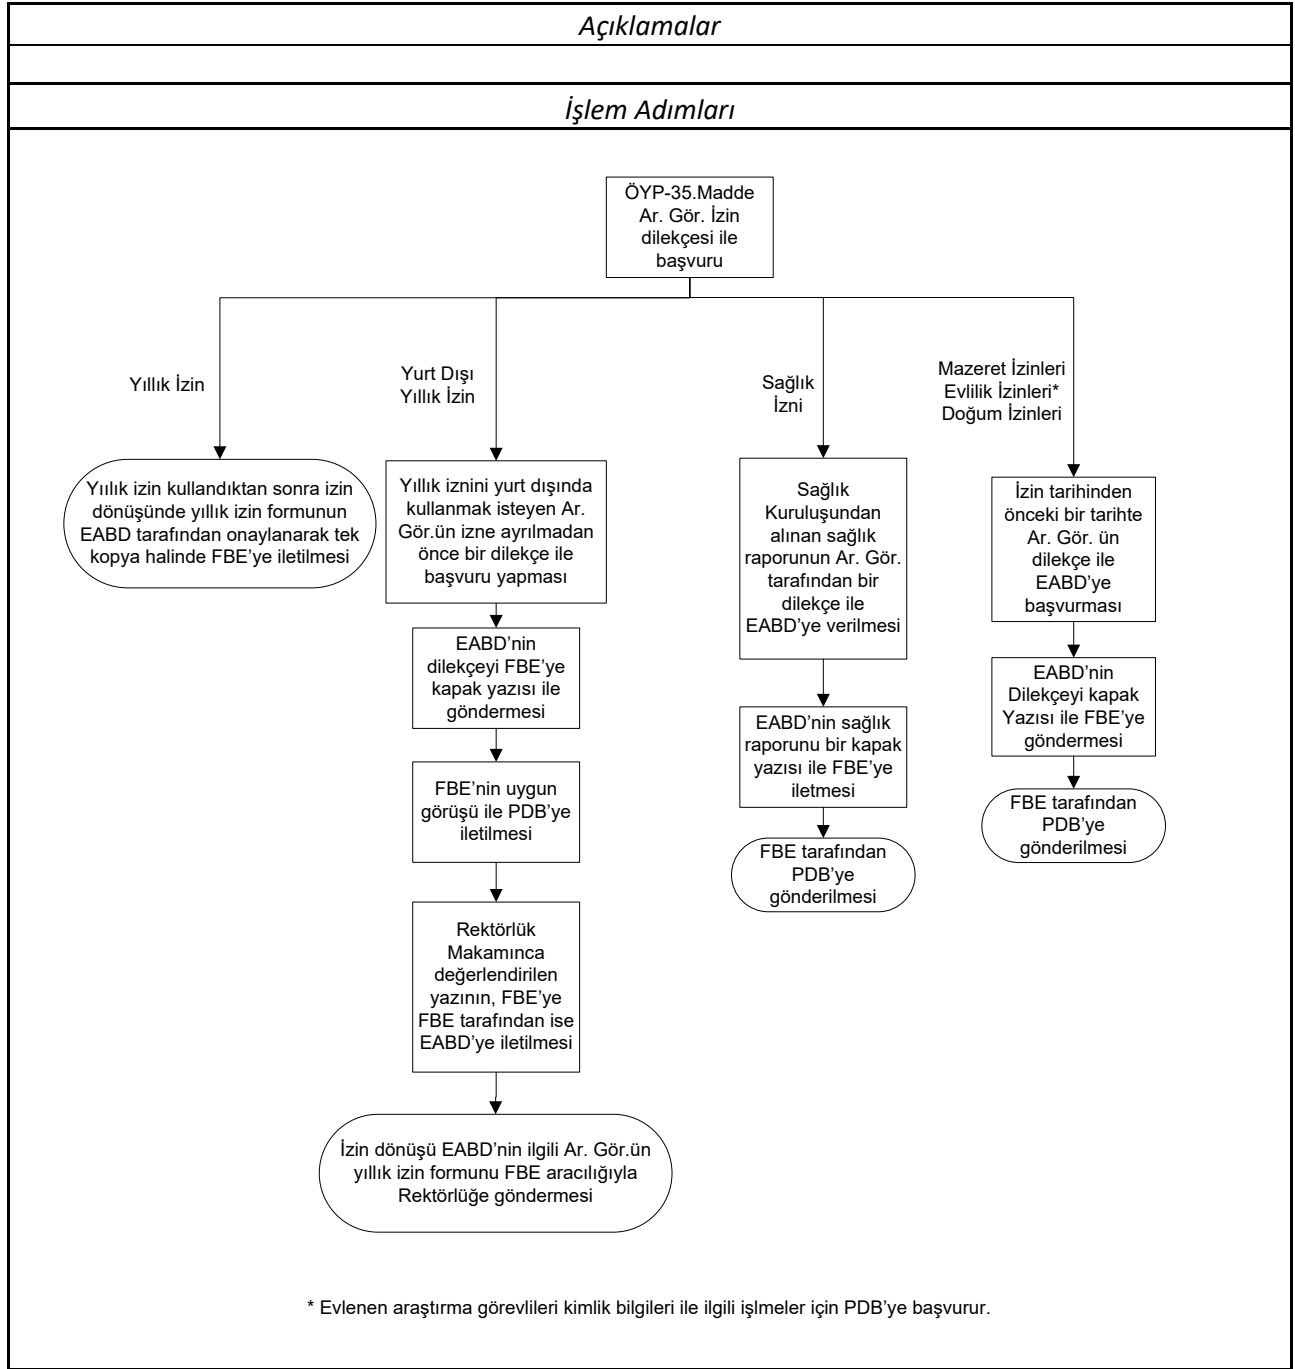 Açıklamalar
İşlem Adımları
ÖYP-35.Madde
Ar. Gör. İzin
dilekçesi ile
başvuru
Yıllık İzin
Yurt Dışı
Yıllık İzin
Sağlık
İzni
Mazeret İzinleri
Evlilik İzinleri*
Doğum İzinleri
Yıılık izin kullandıktan sonra izin
dönüşünde yıllık izin formunun
EABD tarafından onaylanarak tek
kopya halinde FBE’ye iletilmesi
Yıllık iznini yurt dışında
kullanmak isteyen Ar.
Gör.ün izne ayrılmadan
önce bir dilekçe ile
başvuru yapması
EABD’nin
dilekçeyi FBE’ye
kapak yazısı ile
göndermesi
FBE’nin uygun
görüşü ile PDB’ye
iletilmesi
Rektörlük
Makamınca
değerlendirilen
yazının, FBE’ye
FBE tarafından ise
EABD’ye iletilmesi
İzin dönüşü EABD’nin ilgili Ar. Gör.ün
yıllık izin formunu FBE aracılığıyla
Rektörlüğe göndermesi
Sağlık
Kuruluşundan
alınan sağlık
raporunun Ar. Gör.
tarafından bir
dilekçe ile
EABD’ye verilmesi
EABD’nin sağlık
raporunu bir kapak
yazısı ile FBE’ye
iletmesi
FBE tarafından
PDB’ye
gönderilmesi
İzin tarihinden
önceki bir tarihte
Ar. Gör. ün
dilekçe ile
EABD’ye
başvurması
EABD’nin
Dilekçeyi kapak
Yazısı ile FBE’ye
göndermesi
FBE tarafından
PDB’ye
gönderilmesi
* Evlenen araştırma görevlileri kimlik bilgileri ile ilgili işlmeler için PDB’ye başvurur.